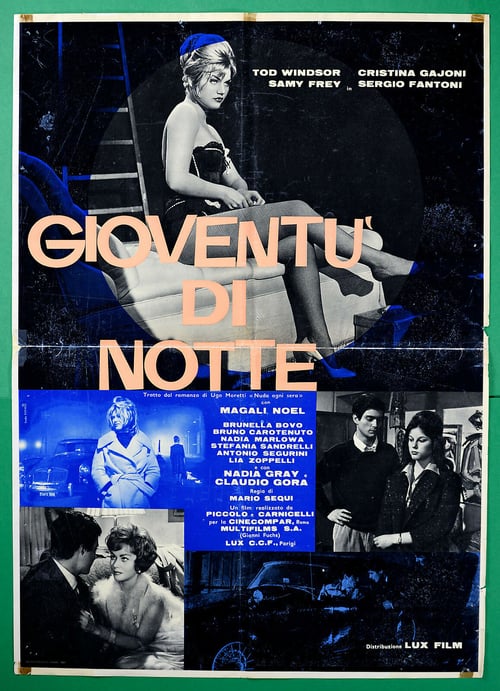 TOD WINDSOR CRISTINA GAJONI
SAMY FREY in SERGIO FANTONI
GIOVENTU'
DI
NOTTE
Tratto dal romanzo di Ugo Moretti «Nuda ogni sera»
con
MAGALI NOEL
BRUNELLA BOVO
BRUNO CAROTENUTO
NADIA MARLOWA
STEFANIA SANDRELLI
ANTONIO SEGURINI
LIA ZOPPELLI
e con
NADIA GRAY
CLAUDIO GORA
Regia di
MARIO SEQUI
Un film realizzato da
PICCOLO - CARNICELLI
per la CINECOMPAR, Roma
MULTIFILMS S.A.
(Gianni Fuchs)
LUX C.C.F., Parigi
Distribuzione LUX FILM